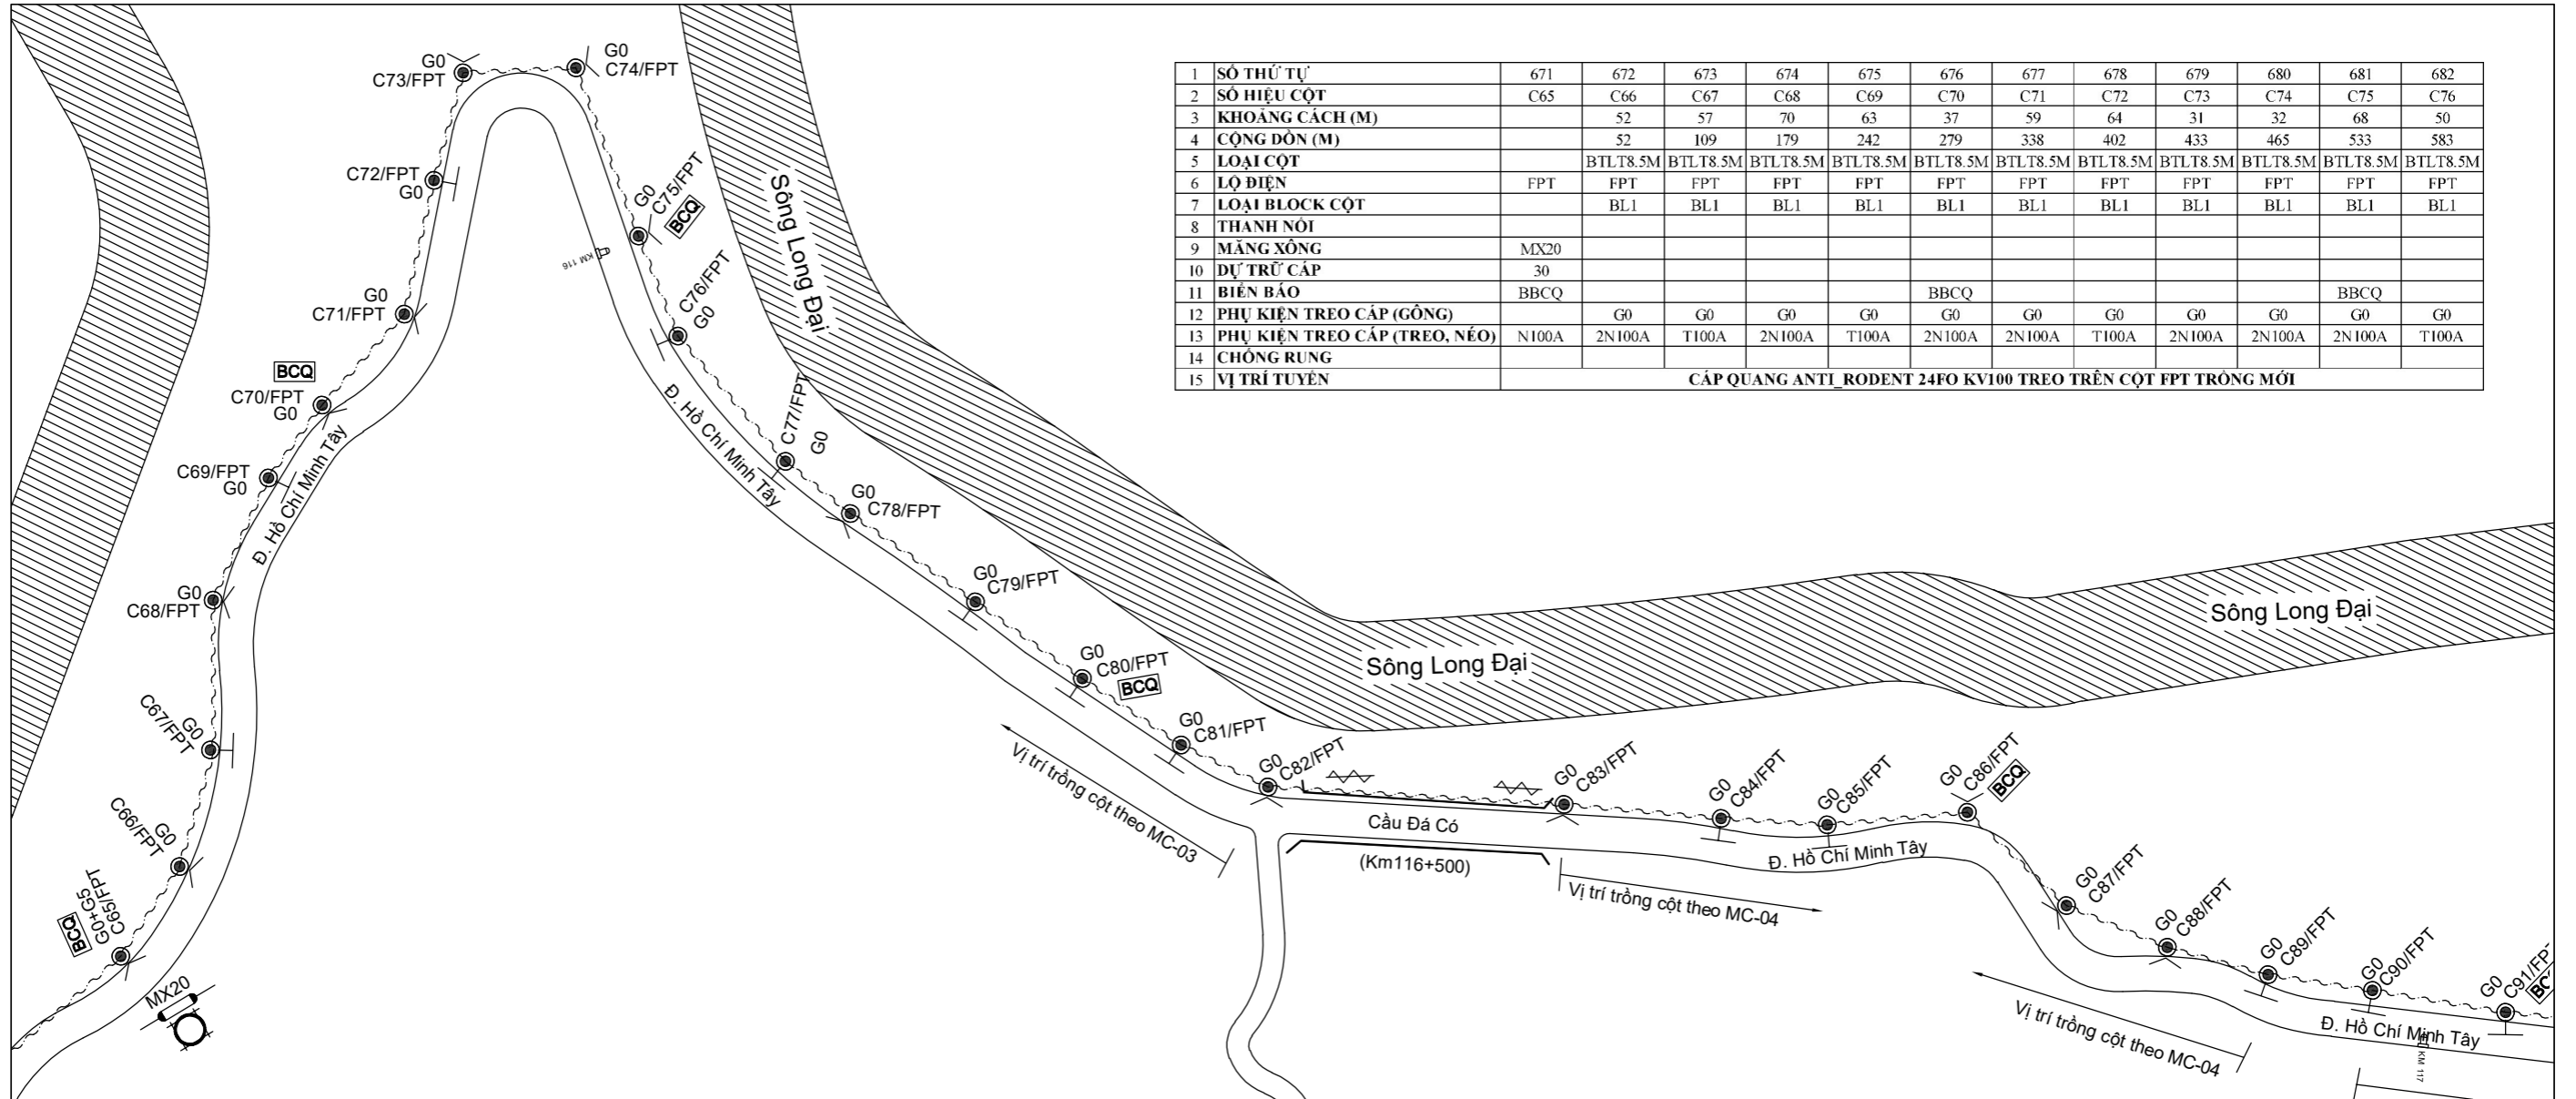 1 SỐ THỨ TỰ 671 672 673 674 675 676 677 678 679 680 681 682
2 SỐ HIỆU CỘT C65 C66 C67 C68 C69 C70 C71 C72 C73 C74 C75 C76
3 KHOẢNG CÁCH (M) 52 57 70 63 37 59 64 31 32 68 50
4 CỘNG DỒN (M) 52 109 179 242 279 338 402 433 465 533 583
5 LOẠI CỘT BTLT8.5M BTLT8.5M BTLT8.5M BTLT8.5M BTLT8.5M BTLT8.5M BTLT8.5M BTLT8.5M BTLT8.5M BTLT8.5M BTLT8.5M
6 LỘ ĐIỆN FPT FPT FPT FPT FPT FPT FPT FPT FPT FPT FPT FPT
7 LOẠI BLOCK CỘT BL1 BL1 BL1 BL1 BL1 BL1 BL1 BL1 BL1 BL1 BL1
8 THANH NỐI
9 MĂNG XÔNG MX20
10 DỰ TRỮ CÁP 30
11 BIỂN BÁO BBCQ BBCQ BBCQ
12 PHỤ KIỆN TREO CÁP (GÔNG) G0 G0 G0 G0 G0 G0 G0 G0 G0 G0 G0
13 PHỤ KIỆN TREO CÁP (TREO, NÉO) N100A 2N100A T100A 2N100A T100A 2N100A 2N100A T100A 2N100A 2N100A 2N100A T100A
14 CHỐNG RUNG
15 VỊ TRÍ TUYẾN CÁP QUANG ANTI_RODENT 24FO KV100 TREO TRÊN CỘT FPT TRỒNG MỚI
G0
C73/FPT
G0
C74/FPT
C72/FPT
G0
G0
C75/FPT
BCQ
Sông Long Đại
KM 116
C76/FPT
G0
G0
C71/FPT
BCQ
C70/FPT
G0
Đ. Hồ Chí Minh Tây
C77/FPT
G0
C69/FPT
G0
Đ. Hồ Chí Minh Tây
G0
C78/FPT
G0
C68/FPT
G0
C79/FPT
Sông Long Đại
Sông Long Đại
G0
C80/FPT
BCQ
G0
C67/FPT
G0
C81/FPT
Vị trí trồng cột theo MC-03
G0
C82/FPT
G0
C83/FPT
G0
C84/FPT
G0
C85/FPT
G0
C86/FPT
BCQ
G0
C66/FPT
Cầu Đá Có
(Km116+500)
Đ. Hồ Chí Minh Tây
Vị trí trồng cột theo MC-04
G0
C87/FPT
BCQ
G0+G5
C65/FPT
G0
C88/FPT
G0
C89/FPT
G0
C90/FPT
G0
C91/FPT
MX20
Vị trí trồng cột theo MC-04
Đ. Hồ Chí Minh Tây
KM 117